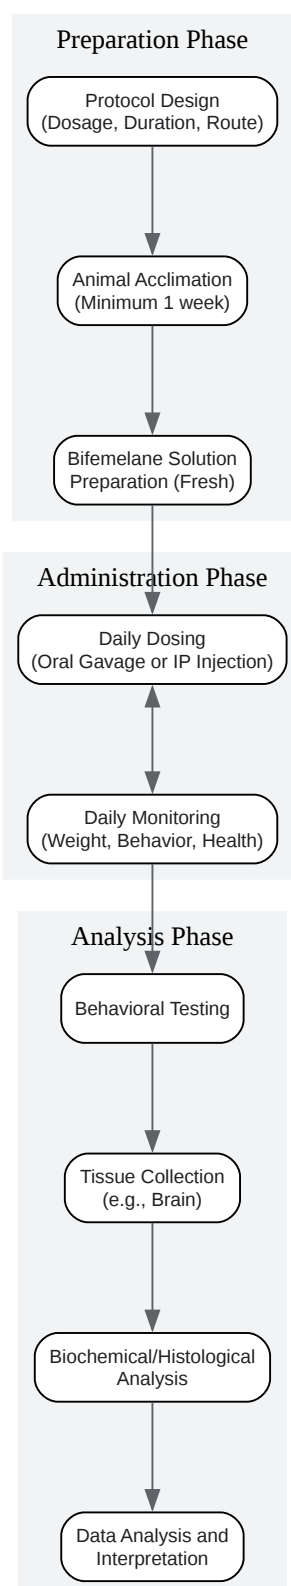 Preparation Phase
Protocol Design
(Dosage, Duration, Route)
Animal Acclimation
(Minimum 1 week)
Bifemelane Solution
Preparation (Fresh)
Administration Phase
Daily Dosing
(Oral Gavage or IP Injection)
Daily Monitoring
(Weight, Behavior, Health)
Analysis Phase
Behavioral Testing
Tissue Collection
(e.g., Brain)
Biochemical/Histological
Analysis
Data Analysis and
Interpretation